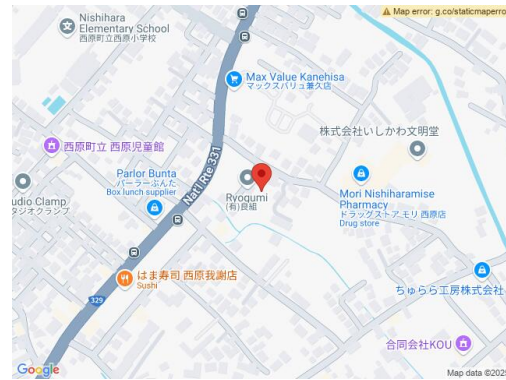 Map error: g.co/staticmaperro
Nishihara
Elementary School
西原町立西原小学校
Max Value Kanehisa
マックスバリュ兼久店
株式会社いしかわ文明堂
西原町立 西原児童館
Parlor Bunta
パーラーぶんた
Box lunch supplier
Nat'l Rte 331
Ryogumi
(有)良組
Mori Nishiharamise
Pharmacy
ドラッグストア モリ 西原店
Drug store
udio Clamp
タジオクランプ
はま寿司 西原我謝店
Sushi
329
ちゅらら工房株式会社
合同会社KOU
Google
Map data ©2025